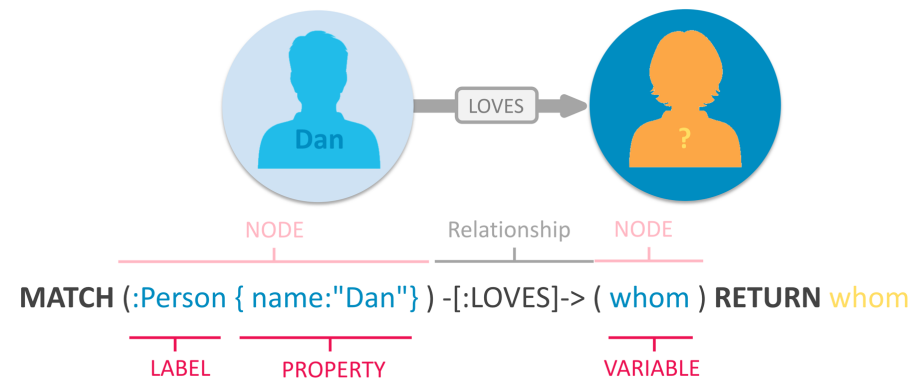 Dan
LOVES
?
NODE Relationship NODE
MATCH (:Person { name:"Dan"} ) -[:LOVES]-> ( whom ) RETURN whom
LABEL PROPERTY VARIABLE